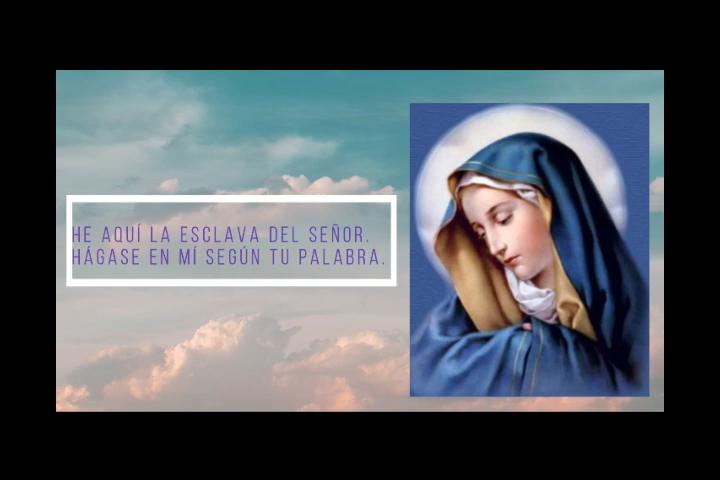 HE AQUÍ LA ESCLAVA DEL SEÑOR.
HÁGASE EN MÍ SEGÚN TU PALABRA.